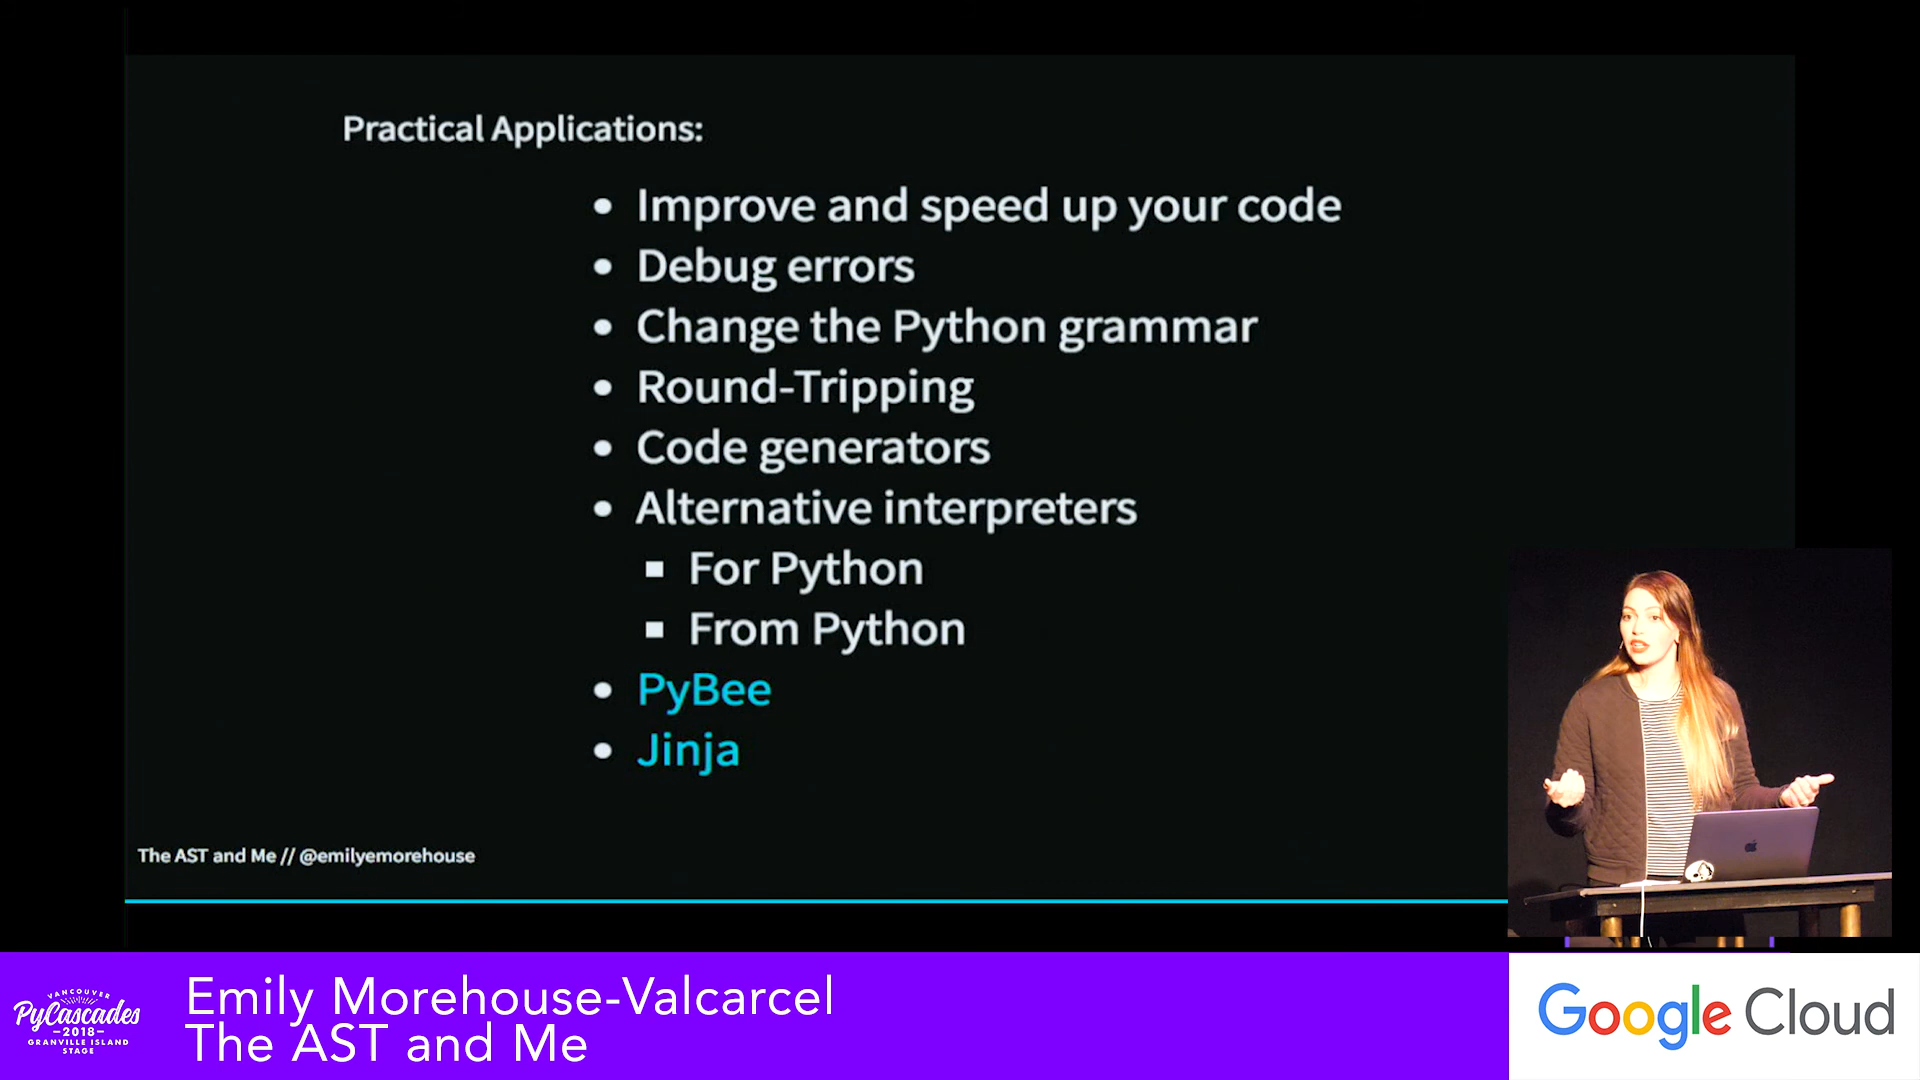 Practical Applications:
Improve and speed up your code
Debug errors
Change the Python grammar
Round-Tripping
Code generators
Alternative interpreters
For Python
From Python
PyBee
Jinja
The AST and Me // @emilyemorehouse
VANCOUVER
PyCascades
-2018-
GRANVILLE ISLAND
STAGE
Emily Morehouse-Valcarcel
The AST and Me
Google Cloud